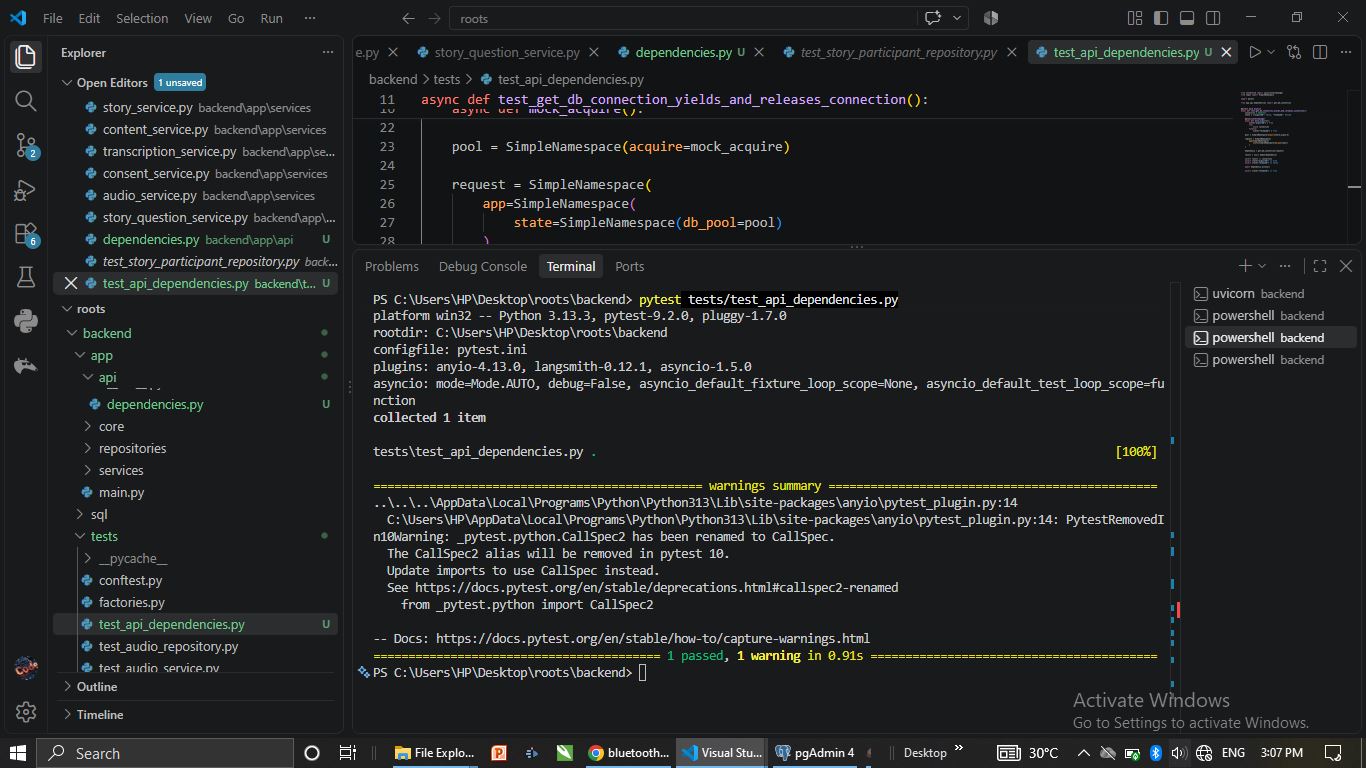 File Edit Selection View Go Run ···
roots
Explorer
Open Editors 1 unsaved
story_service.py backend\app\services
content_service.py backend\app\services
transcription_service.py backend\app\se...
consent_service.py backend\app\services
audio_service.py backend\app\services
story_question_service.py backend\app\...
dependencies.py backend\app\api U
test_story_participant_repository.py back...
test_api_dependencies.py backend\t... U
roots
backend
app
api
dependencies.py U
core
repositories
services
main.py
sql
tests
__pycache__
conftest.py
factories.py
test_api_dependencies.py U
test_audio_repository.py
test_audio_service.py
Outline
Timeline
2
6
e.py story_question_service.py dependencies.py U test_story_participant_repository.py test_api_dependencies.py U
backend > tests > test_api_dependencies.py
11 async def test_get_db_connection_yields_and_releases_connection():
async def mock_acquire():
22
23 pool = SimpleNamespace(acquire=mock_acquire)
24
25 request = SimpleNamespace(
26 app=SimpleNamespace(
27 state=SimpleNamespace(db_pool=pool)
28 )
Problems Debug Console Terminal Ports
uvicorn backend
powershell backend
powershell backend
powershell backend
PS C:\Users\HP\Desktop\roots\backend> pytest tests/test_api_dependencies.py
platform win32 -- Python 3.13.3, pytest-9.2.0, pluggy-1.7.0
rootdir: C:\Users\HP\Desktop\roots\backend
configfile: pytest.ini
plugins: anyio-4.13.0, langsmith-0.12.1, asyncio-1.5.0
asyncio: mode=Mode.AUTO, debug=False, asyncio_default_fixture_loop_scope=None, asyncio_default_test_loop_scope=fu
nction
collected 1 item
tests\test_api_dependencies.py . [100%]
warnings summary
..\..\..\AppData\Local\Programs\Python\Python313\Lib\site-packages\anyio\pytest_plugin.py:14
C:\Users\HP\AppData\Local\Programs\Python\Python313\Lib\site-packages\anyio\pytest_plugin.py:14: PytestRemovedI
n10Warning: _pytest.python.CallSpec2 has been renamed to CallSpec.
The CallSpec2 alias will be removed in pytest 10.
Update imports to use CallSpec instead.
See https://docs.pytest.org/en/stable/deprecations.html#callspec2-renamed
from _pytest.python import CallSpec2
-- Docs: https://docs.pytest.org/en/stable/how-to/capture-warnings.html
1 passed, 1 warning in 0.91s
PS C:\Users\HP\Desktop\roots\backend>
Activate Windows
Go to Settings to activate Windows.
Search
File Explo...
bluetooth...
Visual Stu...
pgAdmin 4
Desktop
30°C
ENG
3:07 PM